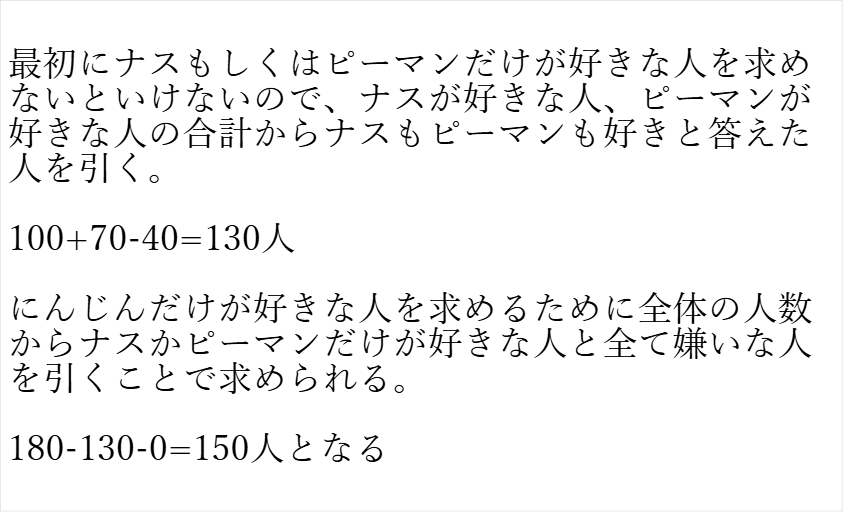 最初にナスもしくはピーマンだけが好きな人を求め
ないといけないので、ナスが好きな人、ピーマンが
好きな人の合計からナスもピーマンも好きと答えた
人を引く。
100+70-40=130人
にんじんだけが好きな人を求めるために全体の人数
からナスかピーマンだけが好きな人と全て嫌いな人
を引くことで求められる。
180-130-0=150人となる